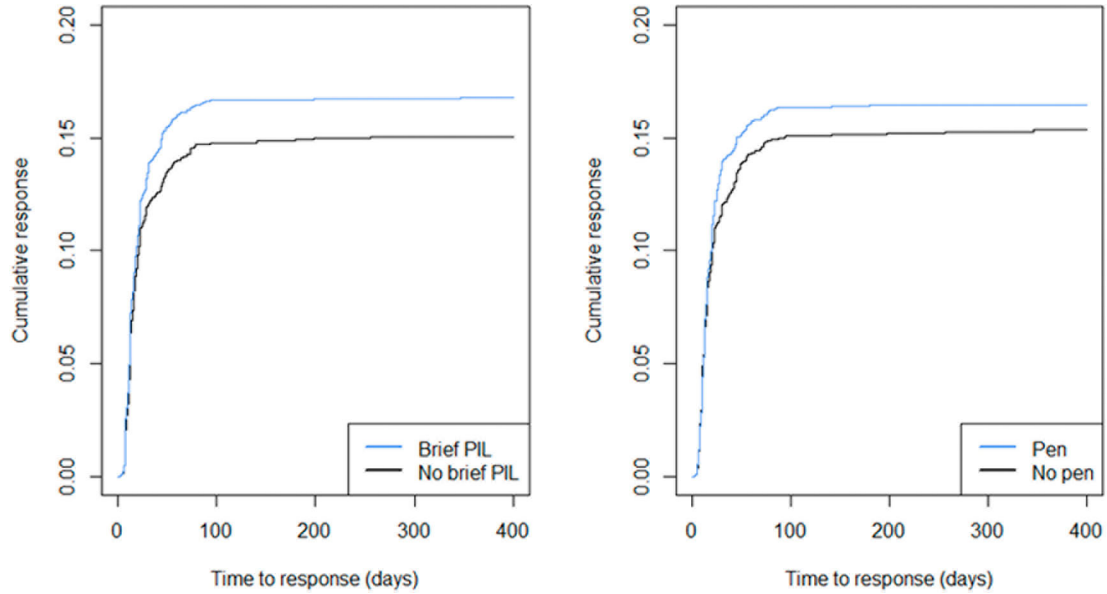 0.20
0.15
0.10
0.05
0.00
Cumulative response
0 100 200 300 400
Time to response (days)
Brief PIL
No brief PIL
0.20
0.15
0.10
0.05
0.00
Cumulative response
0 100 200 300 400
Time to response (days)
Pen
No pen